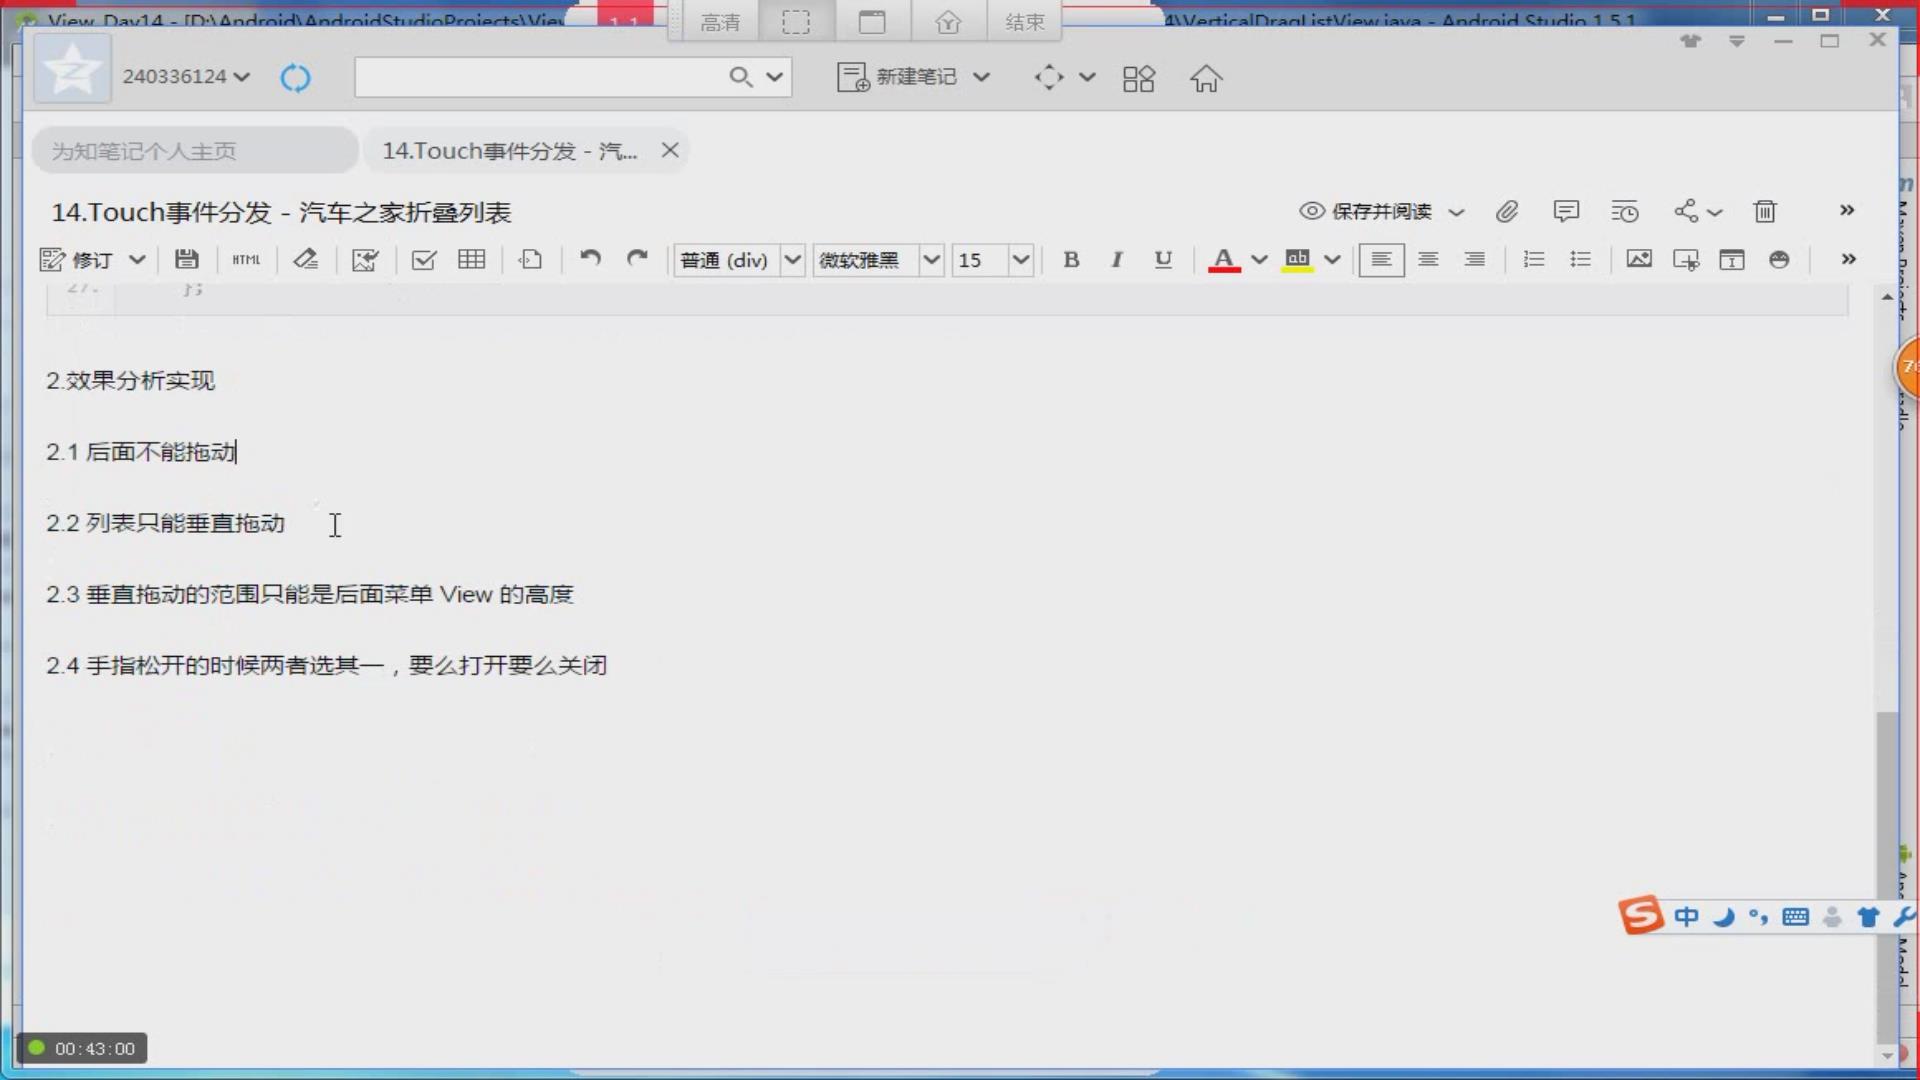 View_Day14 - [D:\Android\AndroidStudioProjects\View
4\VerticalDragListView.java - Android Studio 1.5.1
1 1
高清
结束
240336124
新建笔记
为知笔记个人主页
14.Touch事件分发 - 汽...
14.Touch事件分发 - 汽车之家折叠列表
保存并阅读
修订
HTML
普通 (div)
微软雅黑
15
B
I
U
A
ab
27. };
2.效果分析实现
2.1 后面不能拖动
2.2 列表只能垂直拖动
2.3 垂直拖动的范围只能是后面菜单 View 的高度
2.4 手指松开的时候两者选其一，要么打开要么关闭
中
00:43:00